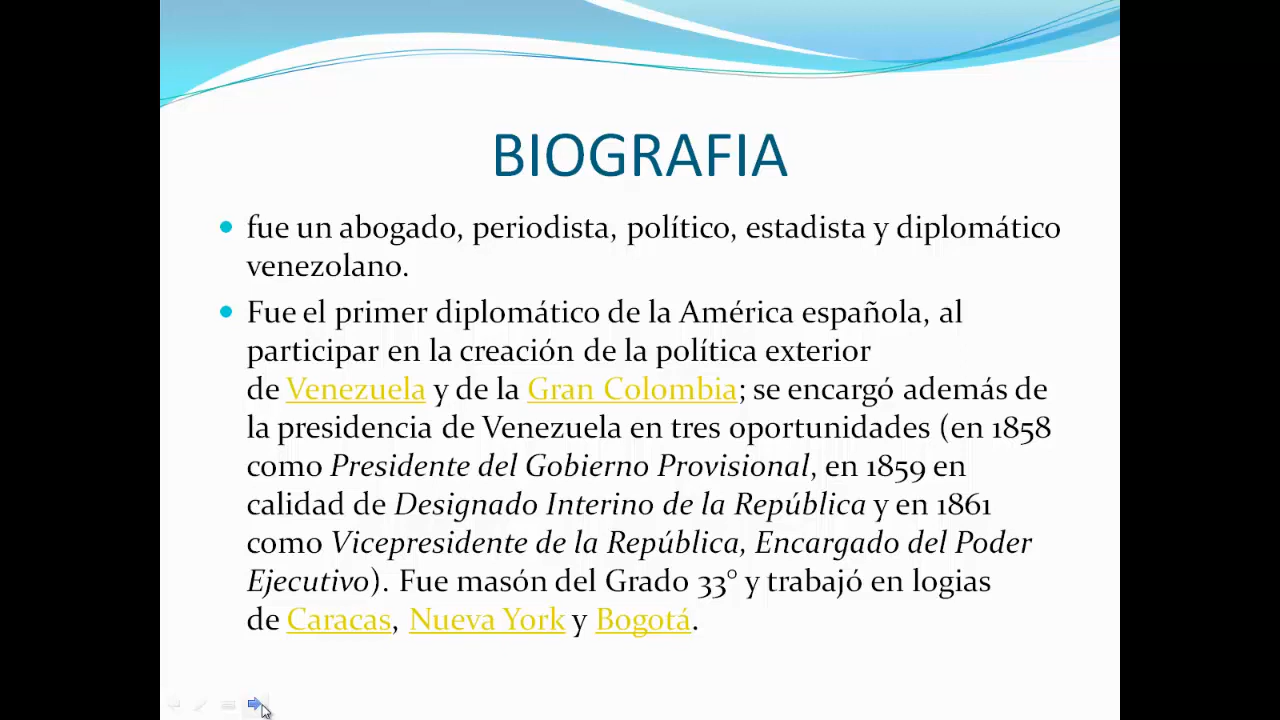 BIOGRAFIA
fue un abogado, periodista, político, estadista y diplomático
venezolano.
Fue el primer diplomático de la América española, al
participar en la creación de la política exterior
de Venezuela y de la Gran Colombia; se encargó además de
la presidencia de Venezuela en tres oportunidades (en 1858
como Presidente del Gobierno Provisional, en 1859 en
calidad de Designado Interino de la República y en 1861
como Vicepresidente de la República, Encargado del Poder
Ejecutivo). Fue masón del Grado 33° y trabajó en logias
de Caracas, Nueva York y Bogotá.